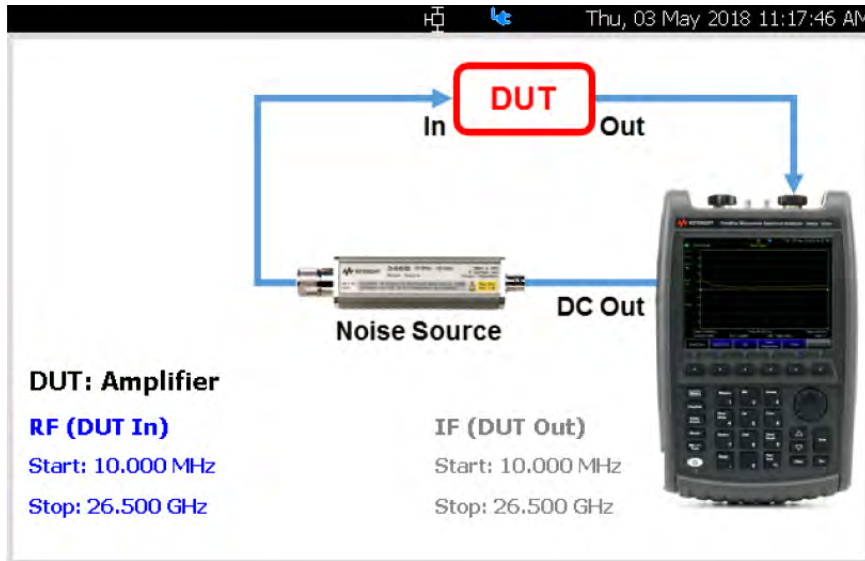 Thu, 03 May 2018 11:17:46 AM
DUT
In
Out
DC Out
Noise Source
DUT: Amplifier
RF (DUT In)
IF (DUT Out)
Start: 10.000 MHz
Start: 10.000 MHz
Stop: 26.500 GHz
Stop: 26.500 GHz